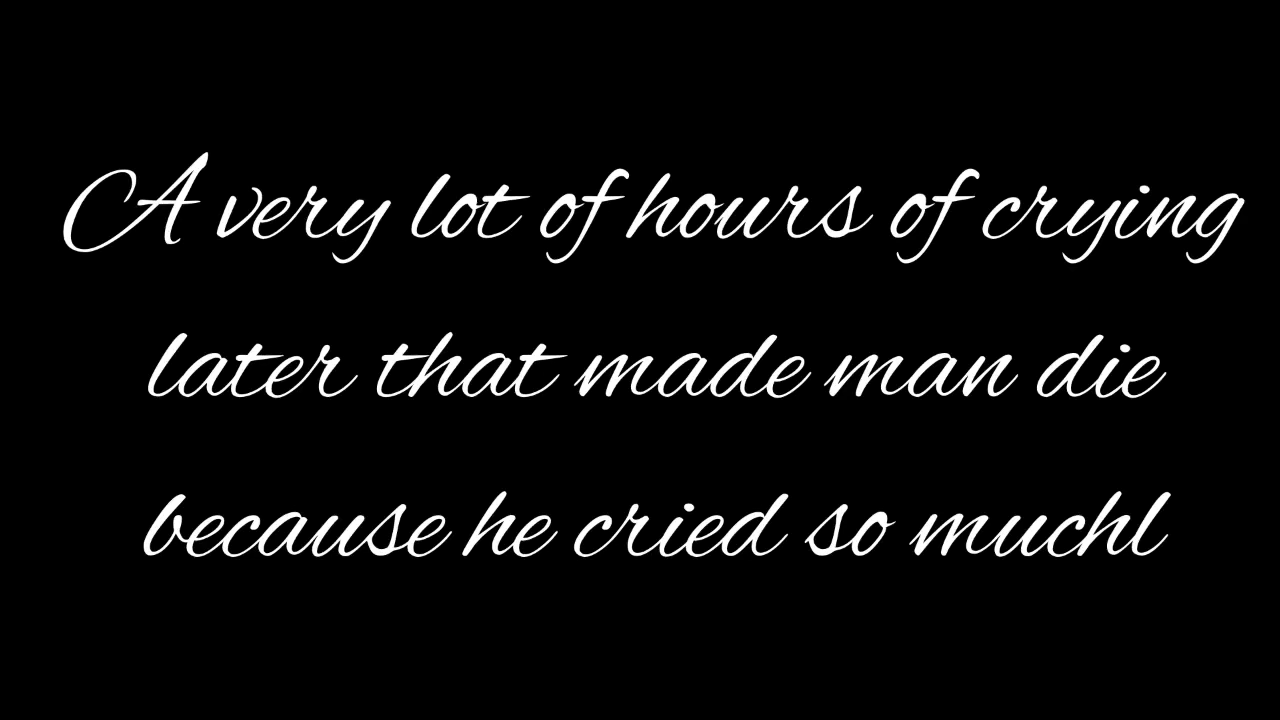 A very lot of hours of crying
later that made man die
because he cried so muchl